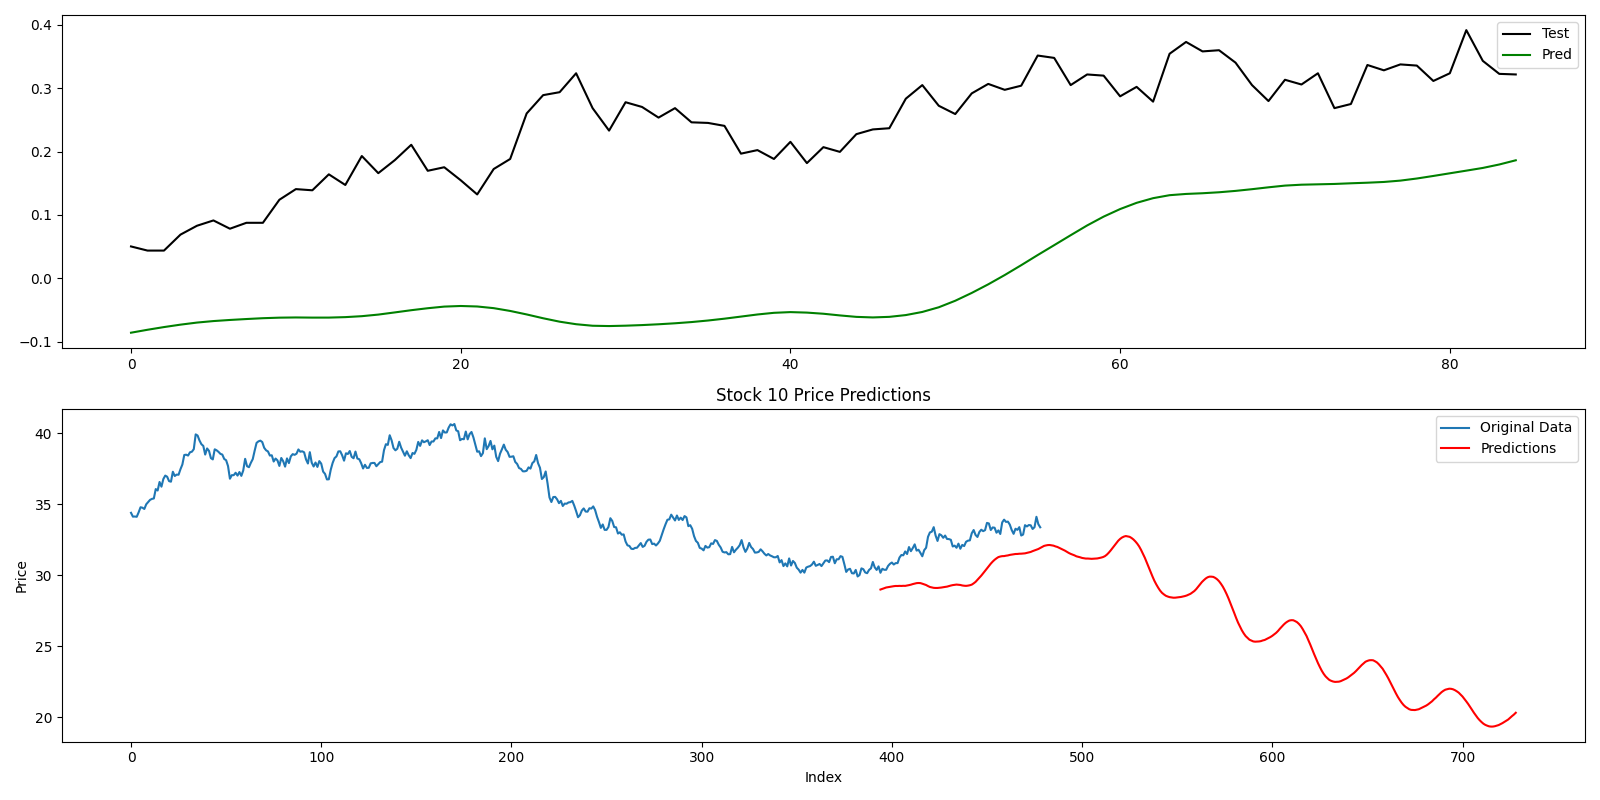 0.4
0.3
0.2
0.1
0.0
−0.1
Test
Pred
0 20 40 60 80
Stock 10 Price Predictions
40
35
30
25
20
Price
Original Data
Predictions
0 100 200 300 400 500 600 700
Index